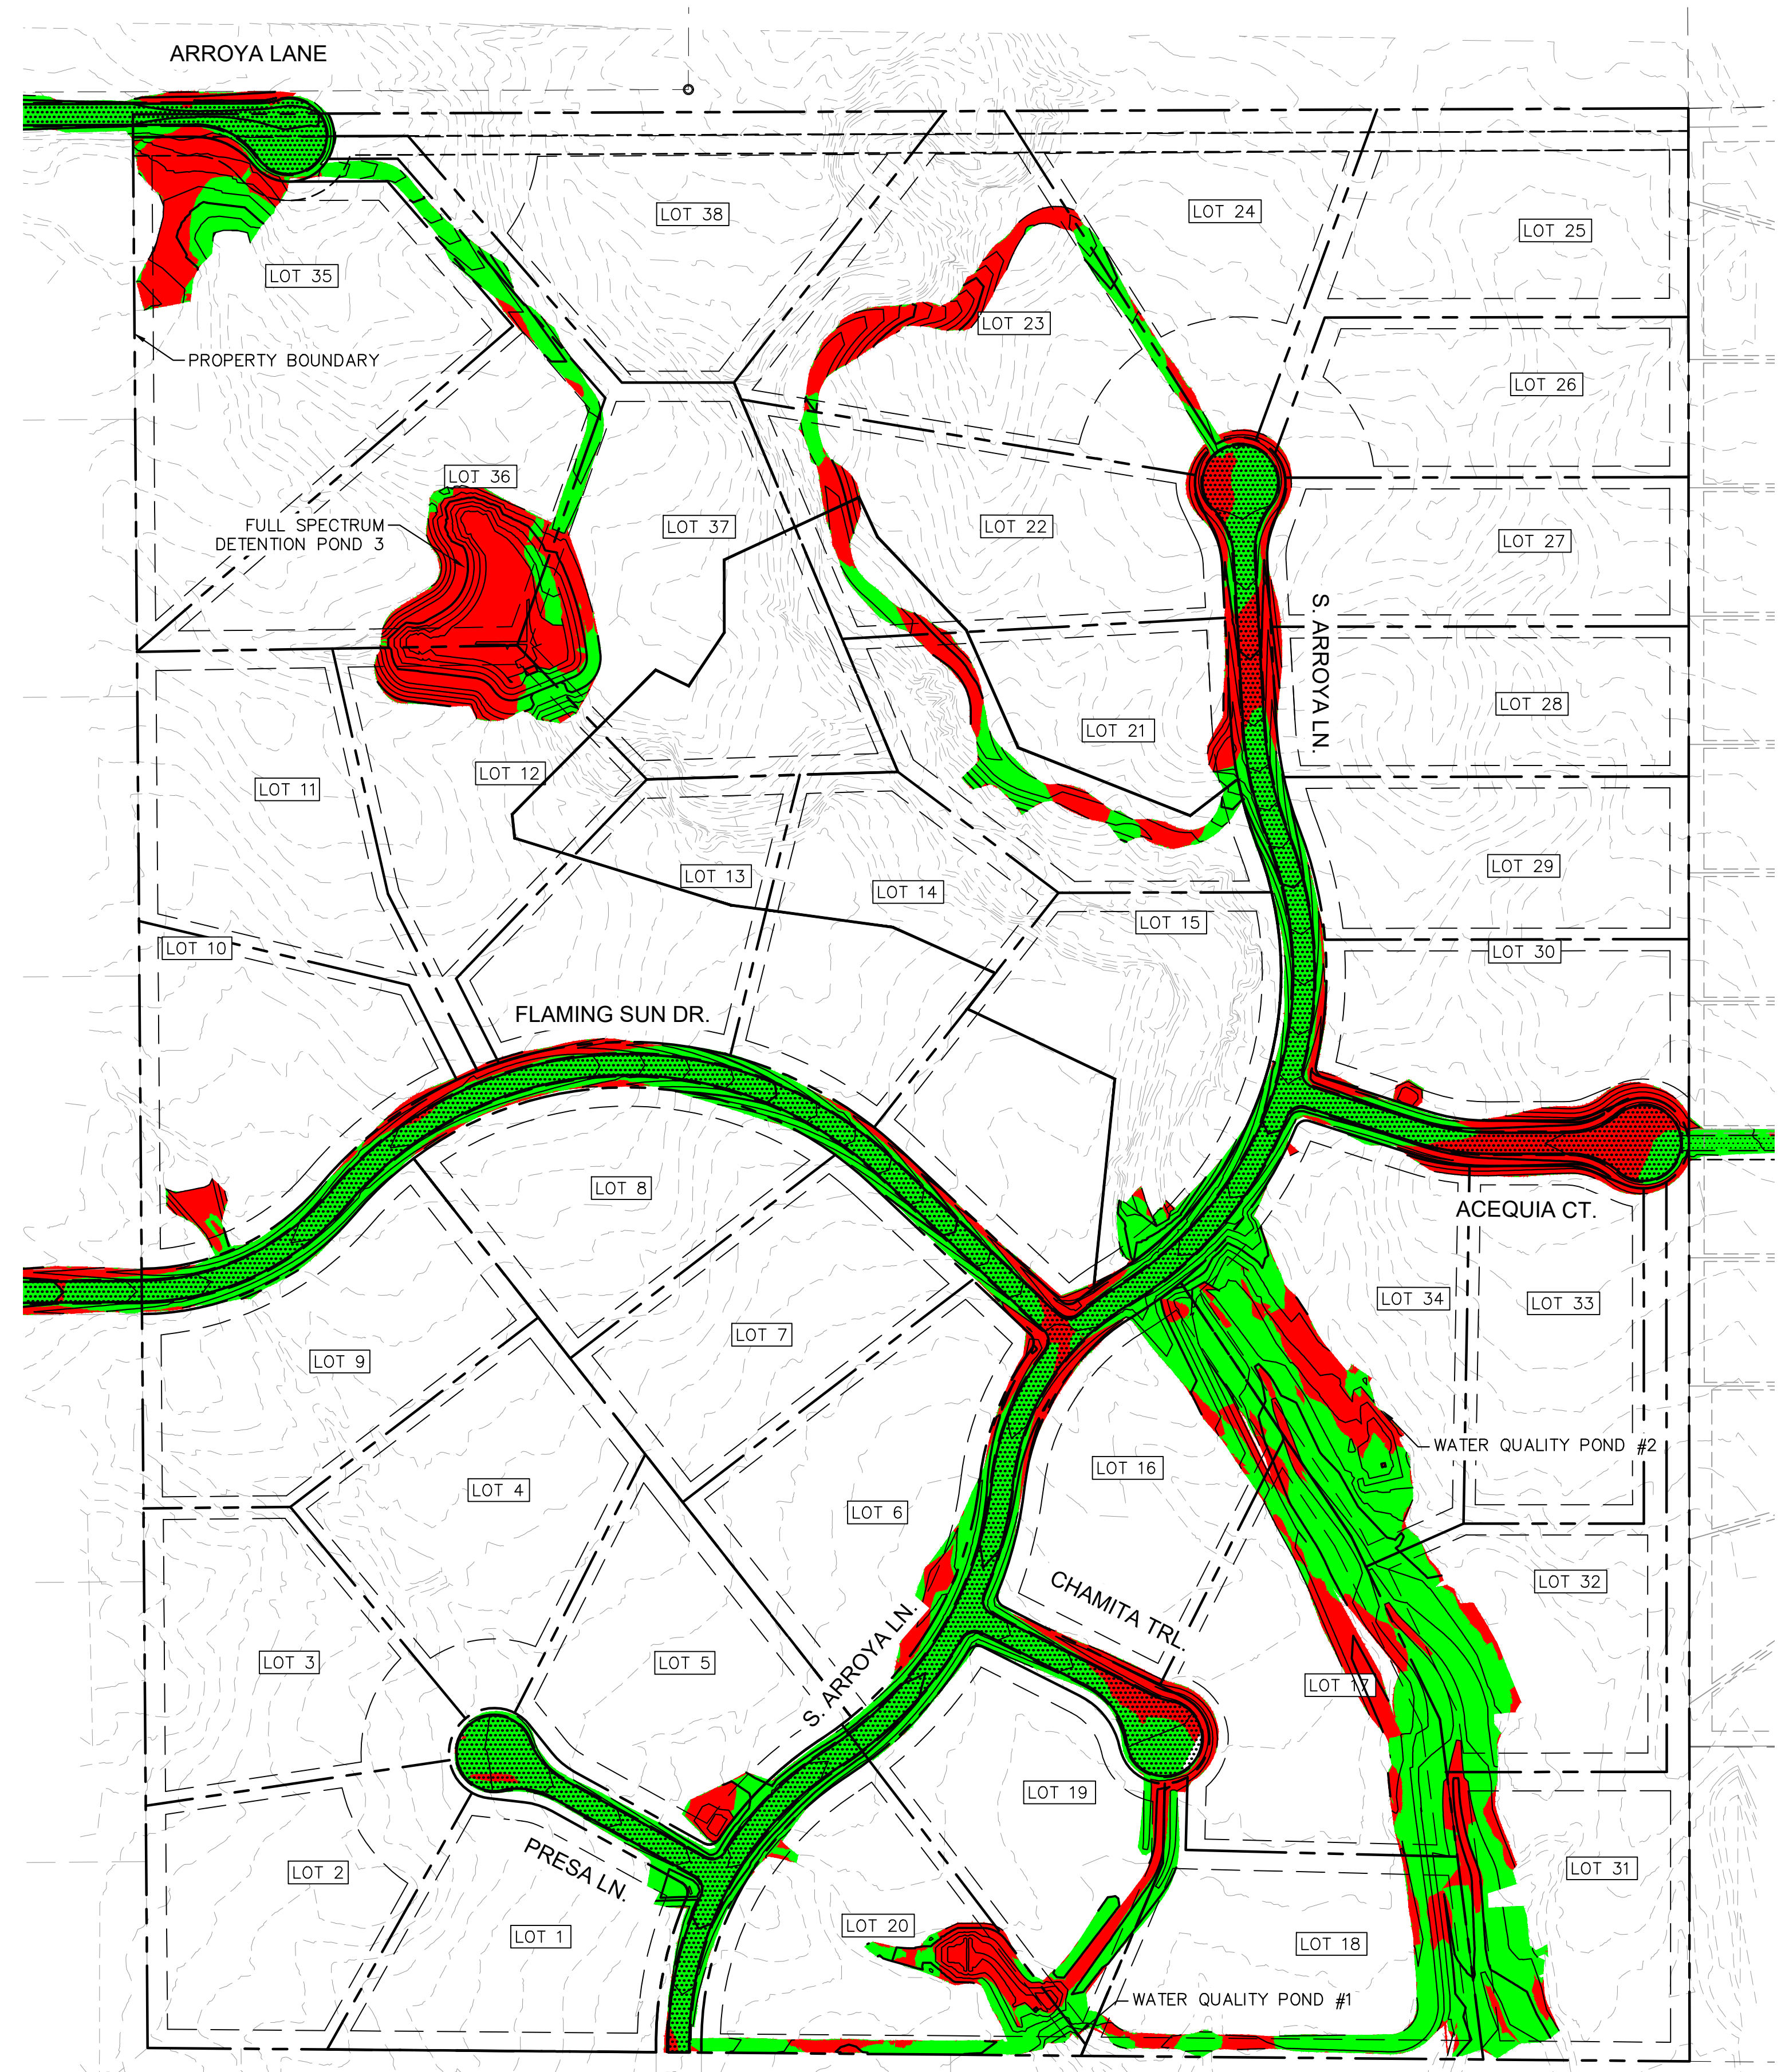 ARROYA LANE
LOT 38
LOT 24
LOT 25
LOT 35
LOT 23
PROPERTY BOUNDARY
LOT 26
LOT 36
FULL SPECTRUM
DETENTION POND 3
LOT 37
LOT 22
LOT 27
S. ARROYA LN.
LOT 28
LOT 21
LOT 12
LOT 11
LOT 13
LOT 14
LOT 29
LOT 15
LOT 10
LOT 30
FLAMING SUN DR.
LOT 8
ACEQUIA CT.
LOT 34
LOT 33
LOT 7
LOT 9
WATER QUALITY POND #2
LOT 16
LOT 4
LOT 6
LOT 32
CHAMITA TRL.
LOT 3
LOT 5
S. ARROYA LN.
LOT 17
LOT 19
PRESA LN.
LOT 2
LOT 31
LOT 20
LOT 1
LOT 18
WATER QUALITY POND #1